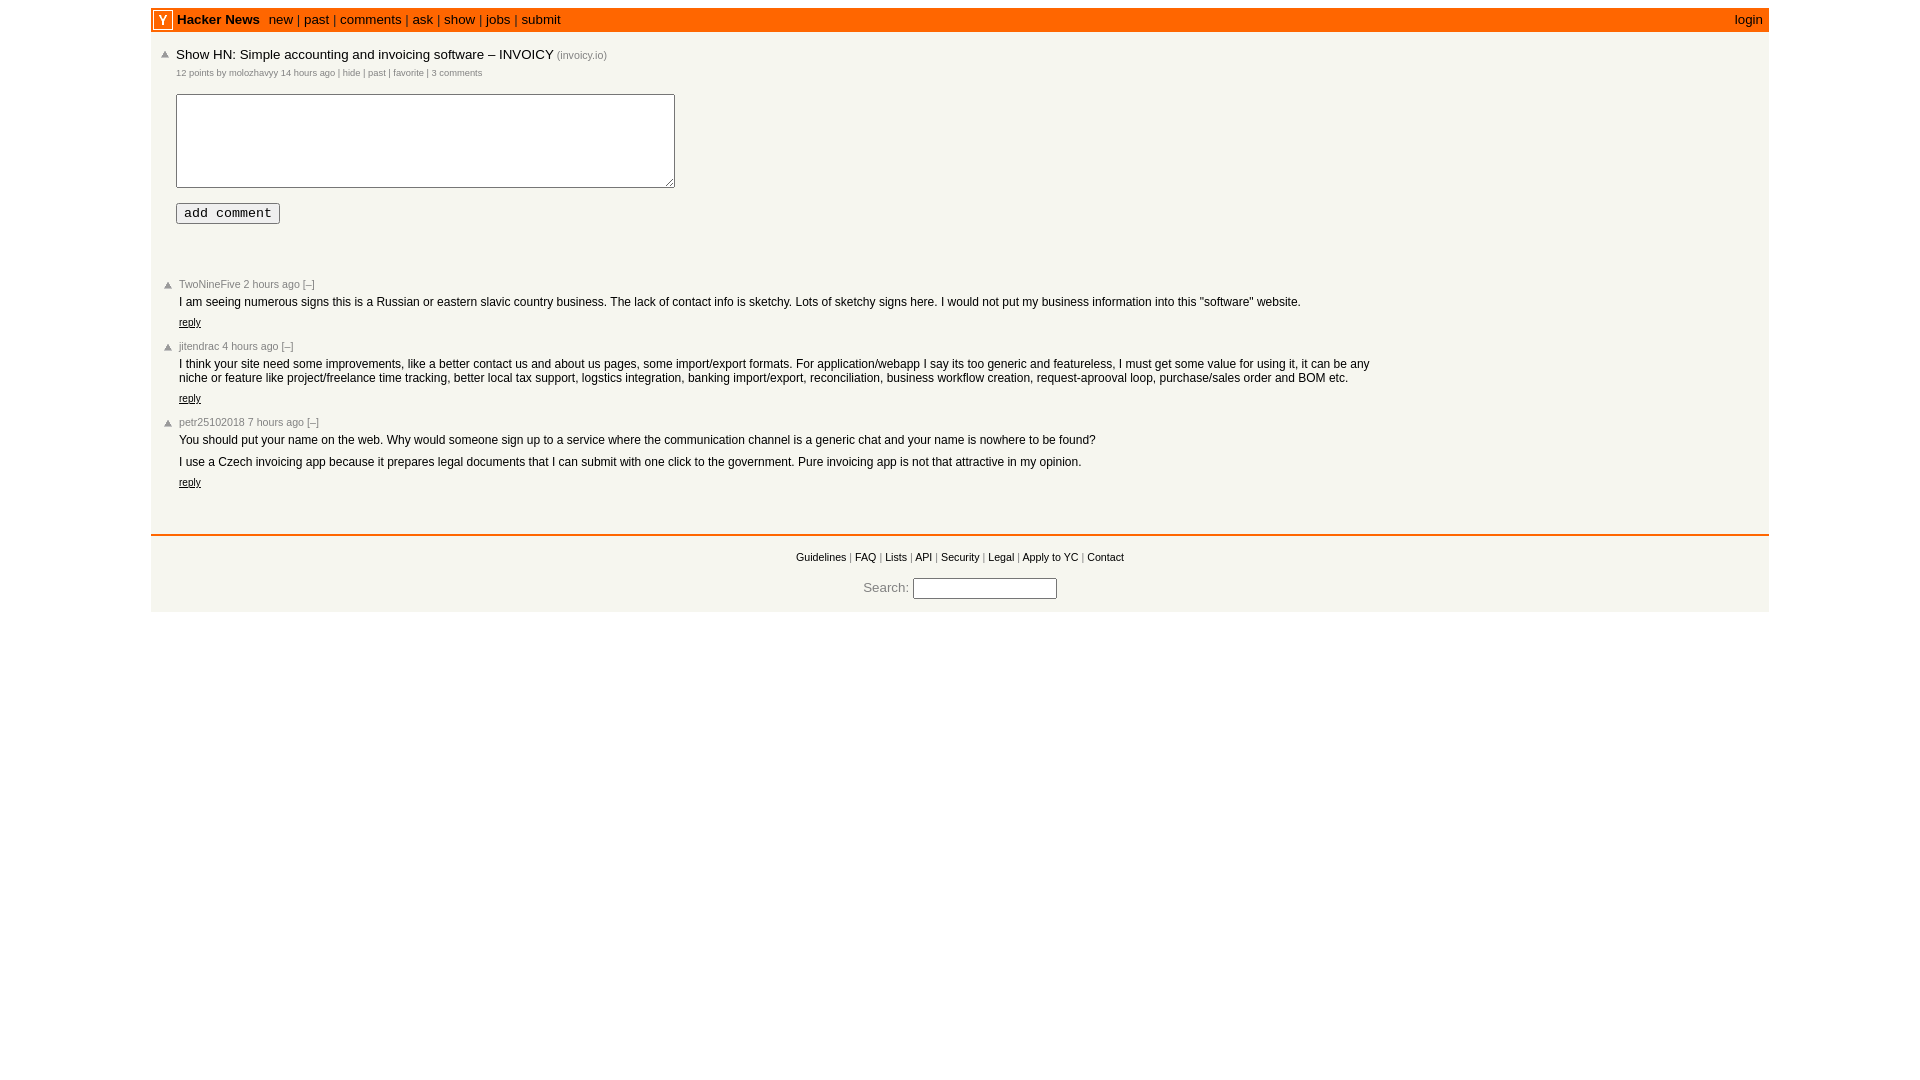 Y Hacker News new | past | comments | ask | show | jobs | submit login
Show HN: Simple accounting and invoicing software – INVOICY (invoicy.io)
12 points by molozhavyy 14 hours ago | hide | past | favorite | 3 comments
add comment
TwoNineFive 2 hours ago [–]
I am seeing numerous signs this is a Russian or eastern slavic country business. The lack of contact info is sketchy. Lots of sketchy signs here. I would not put my business information into this "software" website.
reply
jitendrac 4 hours ago [–]
I think your site need some improvements, like a better contact us and about us pages, some import/export formats. For application/webapp I say its too generic and featureless, I must get some value for using it, it can be any
niche or feature like project/freelance time tracking, better local tax support, logstics integration, banking import/export, reconciliation, business workflow creation, request-aprooval loop, purchase/sales order and BOM etc.
reply
petr25102018 7 hours ago [–]
You should put your name on the web. Why would someone sign up to a service where the communication channel is a generic chat and your name is nowhere to be found?
I use a Czech invoicing app because it prepares legal documents that I can submit with one click to the government. Pure invoicing app is not that attractive in my opinion.
reply
Guidelines | FAQ | Lists | API | Security | Legal | Apply to YC | Contact
Search: